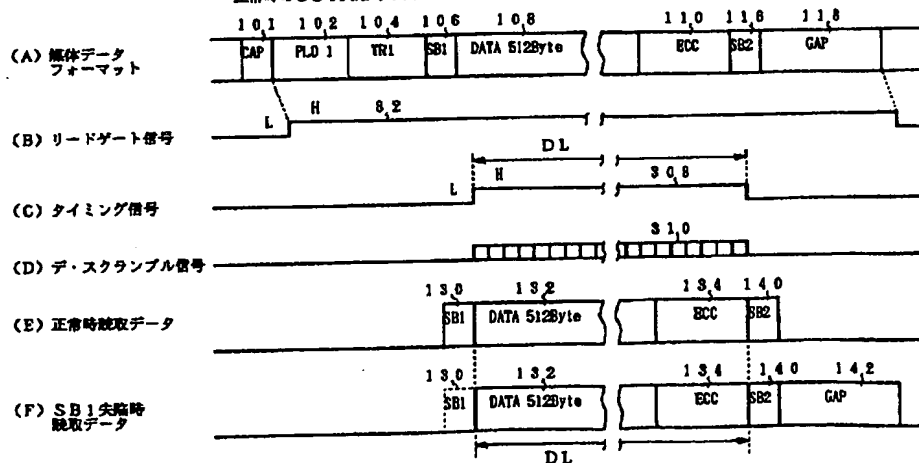 101 102 104 106 108 110 116 118
(A) 媒体データ
フォーマット
CAP PLO 1 TR1 SB1 DATA 512Byte ECC SB2 GAP
(B) リードゲート信号
L H 82
DL
(C) タイミング信号
L H 308
(D) デ・スクランブル信号
310
130 132 134 140
(E) 正常時読取データ
SB1 DATA 512Byte ECC SB2
130 132 134 140 142
(F) SB1失陥時
読取データ
SB1 DATA 512Byte ECC SB2 GAP
DL